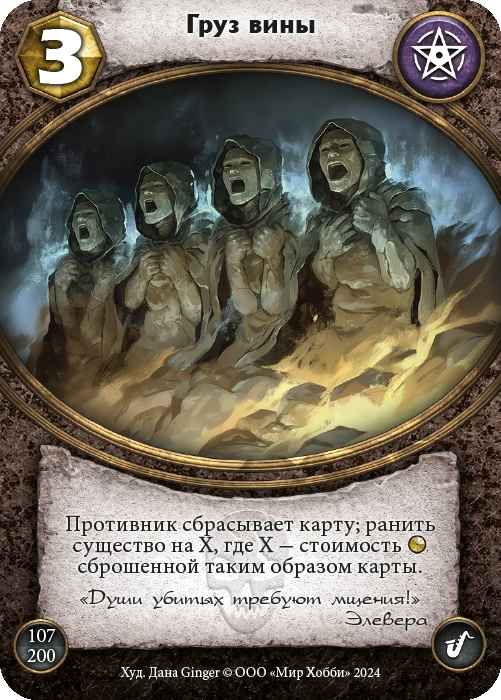 Груз вины
3
Противник сбрасывает карту; ранить
существо на X, где X – стоимость
сброшенной таким образом карты.
«Души убитых требуют мщения!»
Элевера
107
200
Худ. Дана Ginger © ООО «Мир Хобби» 2024